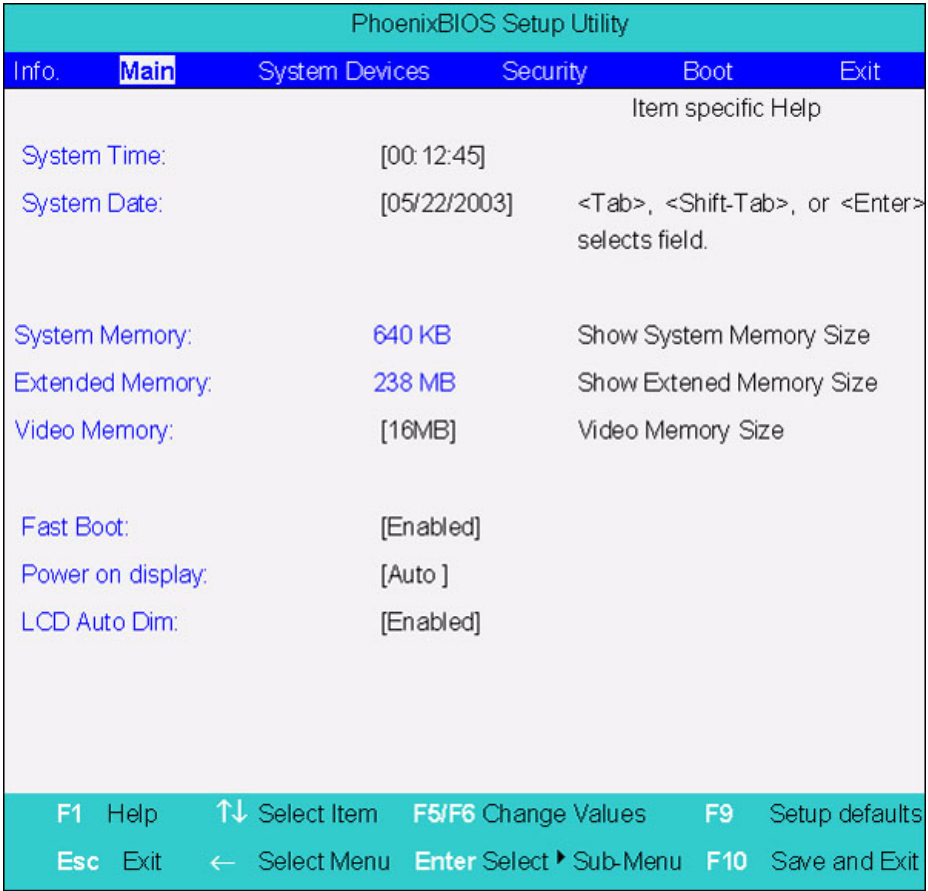 PhoenixBIOS Setup Utility
Info. Main System Devices Security Boot Exit
Item specific Help
System Time: [00:12:45]
System Date: [05/22/2003] <Tab>, <Shift-Tab>, or <Enter>
selects field.
System Memory: 640 KB Show System Memory Size
Extended Memory: 238 MB Show Extened Memory Size
Video Memory: [16MB] Video Memory Size
Fast Boot: [Enabled]
Power on display: [Auto ]
LCD Auto Dim: [Enabled]
F1 Help ↑↓ Select Item F5/F6 Change Values F9 Setup defaults
Esc Exit ← Select Menu Enter Select ▸ Sub-Menu F10 Save and Exit